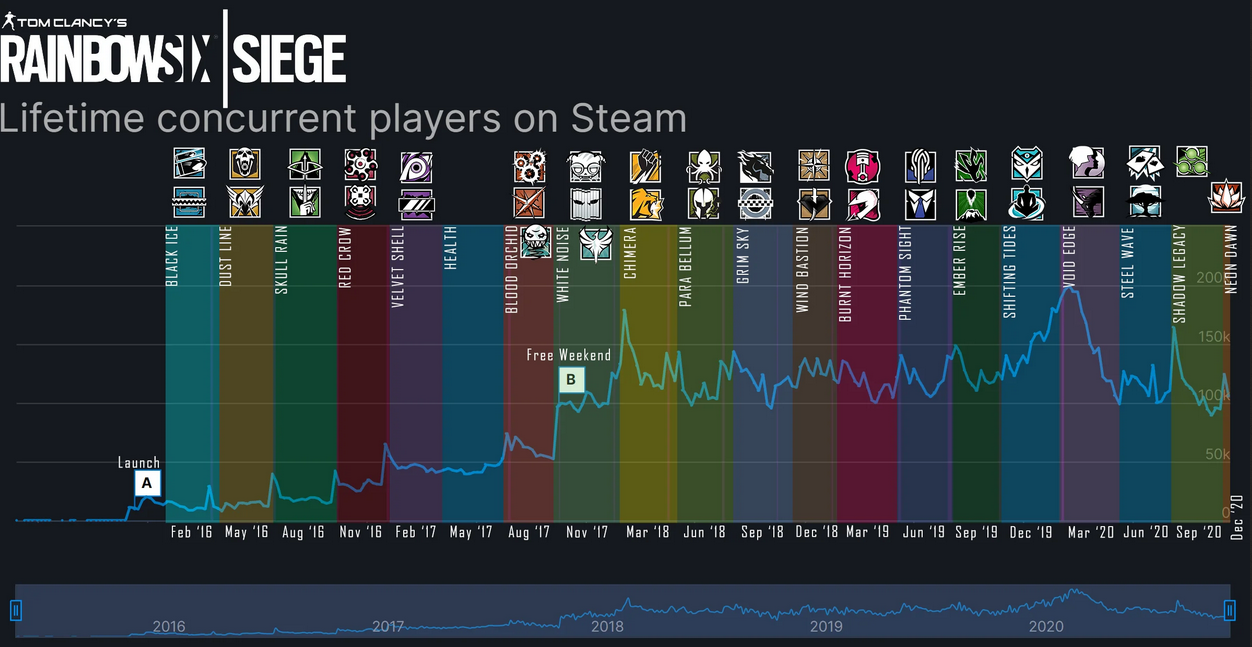 TOM CLANCY'S
RAINBOWSIX | SIEGE
Lifetime concurrent players on Steam
BLACK ICE
DUST LINE
SKULL RAIN
RED CROW
VELVET SHELL
HEALTH
BLOOD ORCHID
WHITE NOISE
CHIMERA
PARA BELLUM
GRIM SKY
WIND BASTION
BURNT HORIZON
PHANTOM SIGHT
EMBER RISE
SHIFTING TIDES
VOID EDGE
STEEL WAVE
SHADOW LEGACY
NEON DAWN
200k
150k
100k
50k
0
Free Weekend
B
Launch
A
Feb '16
May '16
Aug '16
Nov '16
Feb '17
May '17
Aug '17
Nov '17
Mar '18
Jun '18
Sep '18
Dec '18
Mar '19
Jun '19
Sep '19
Dec '19
Mar '20
Jun '20
Sep '20
Dec '20
2016
2017
2018
2019
2020